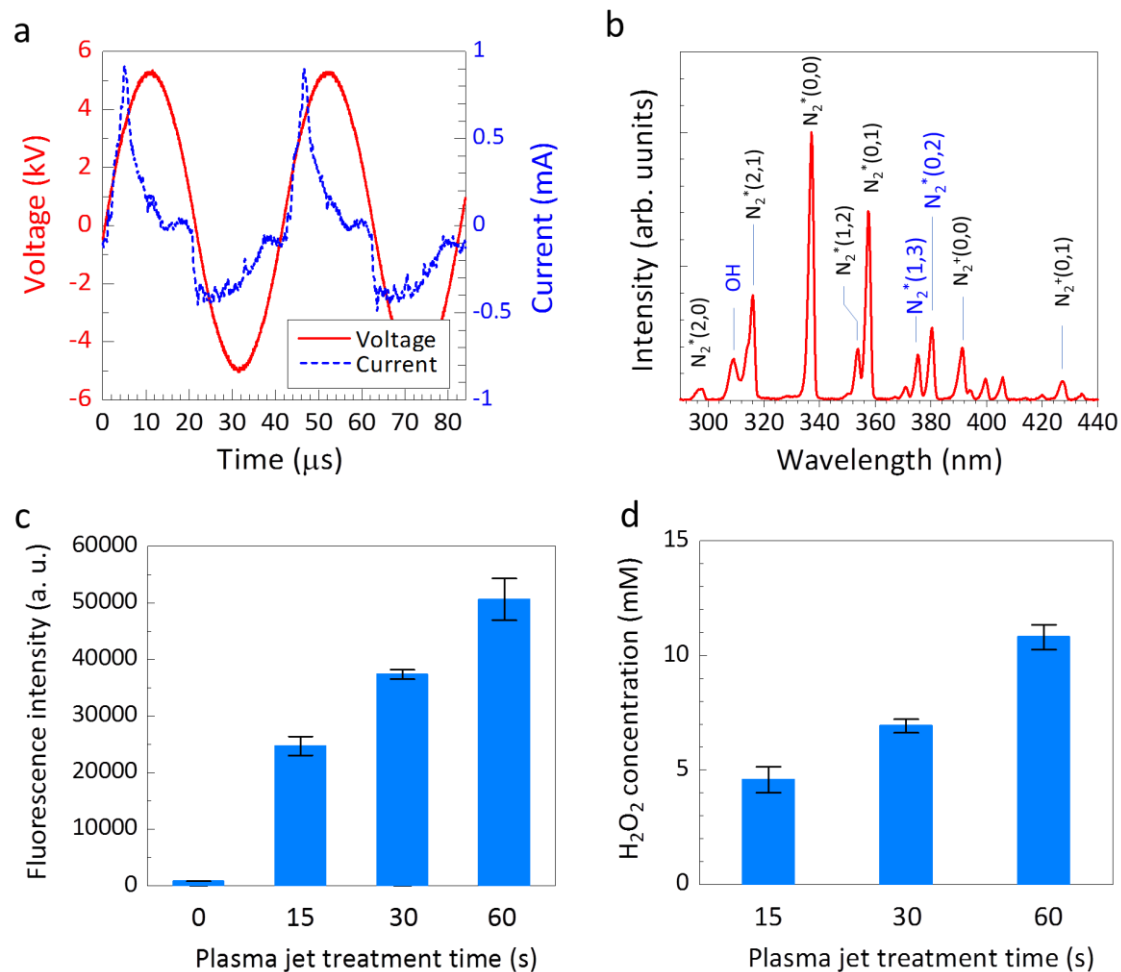 a
6
4
2
0
-2
-4
-6
Voltage (kV)
1
0.5
0
-0.5
-1
Current (mA)
Voltage
Current
0 10 20 30 40 50 60 70 80
Time (μs)
b
Intensity (arb. uunits)
N₂*(2,0)
OH
N₂*(2,1)
N₂*(0,0)
N₂*(1,2)
N₂*(0,1)
N₂*(1,3)
N₂*(0,2)
N₂⁺(0,0)
N₂⁺(0,1)
300 320 340 360 380 400 420 440
Wavelength (nm)
c
60000
50000
40000
30000
20000
10000
0
Fluorescence intensity (a. u.)
0 15 30 60
Plasma jet treatment time (s)
d
15
10
5
0
H₂O₂ concentration (mM)
15 30 60
Plasma jet treatment time (s)